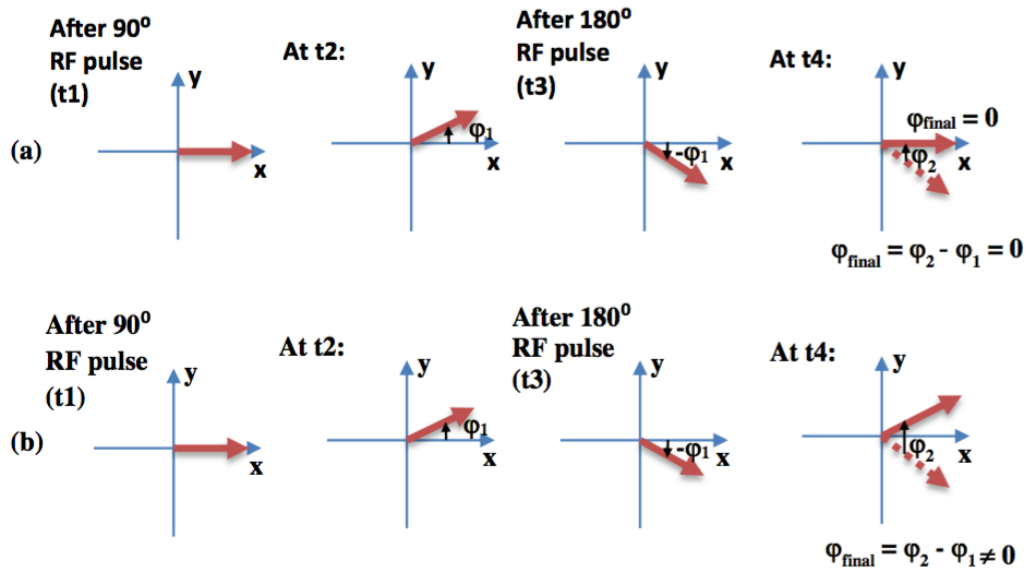 After 90⁰
RF pulse
(t1)
y
x
At t2:
y
φ₁
x
After 180⁰
RF pulse
(t3)
y
-φ₁
x
At t4:
y
φfinal = 0
φ₂
x
(a)
φfinal = φ₂ - φ₁ = 0
After 90⁰
RF pulse
(t1)
y
x
At t2:
y
φ₁
x
After 180⁰
RF pulse
(t3)
y
-φ₁
x
At t4:
y
φ₂
x
(b)
φfinal = φ₂ - φ₁ ≠ 0